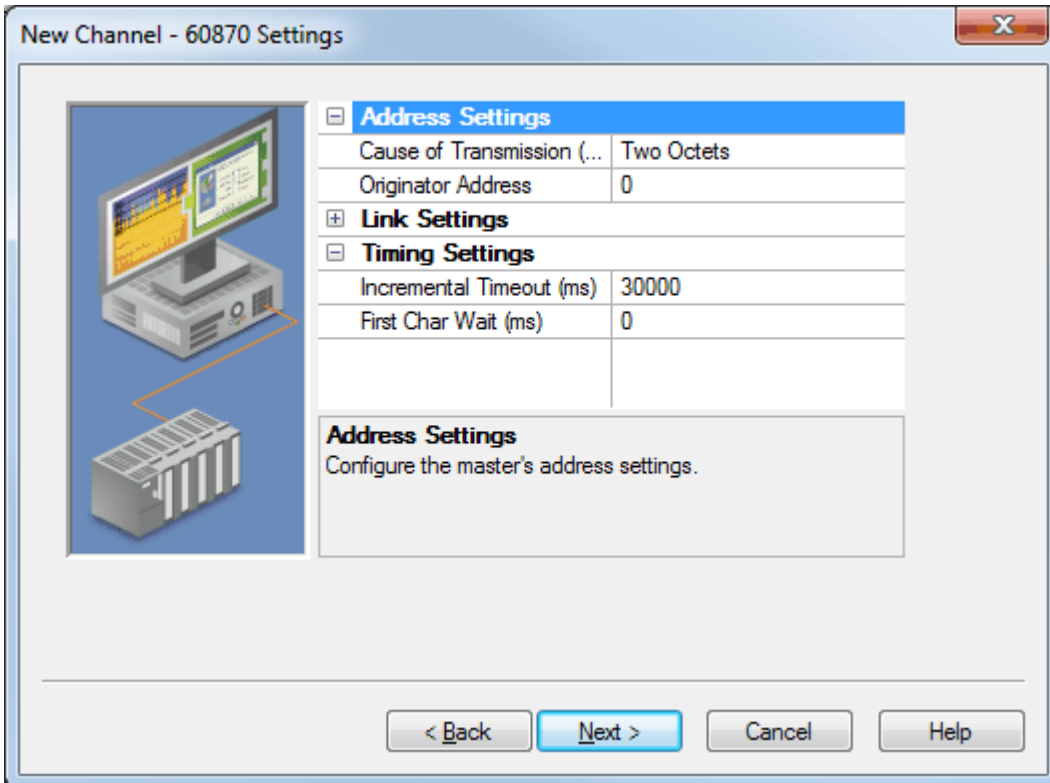 New Channel - 60870 Settings
Address Settings
Cause of Transmission (... Two Octets
Originator Address 0
Link Settings
Timing Settings
Incremental Timeout (ms) 30000
First Char Wait (ms) 0
Address Settings
Configure the master's address settings.
< Back Next > Cancel Help